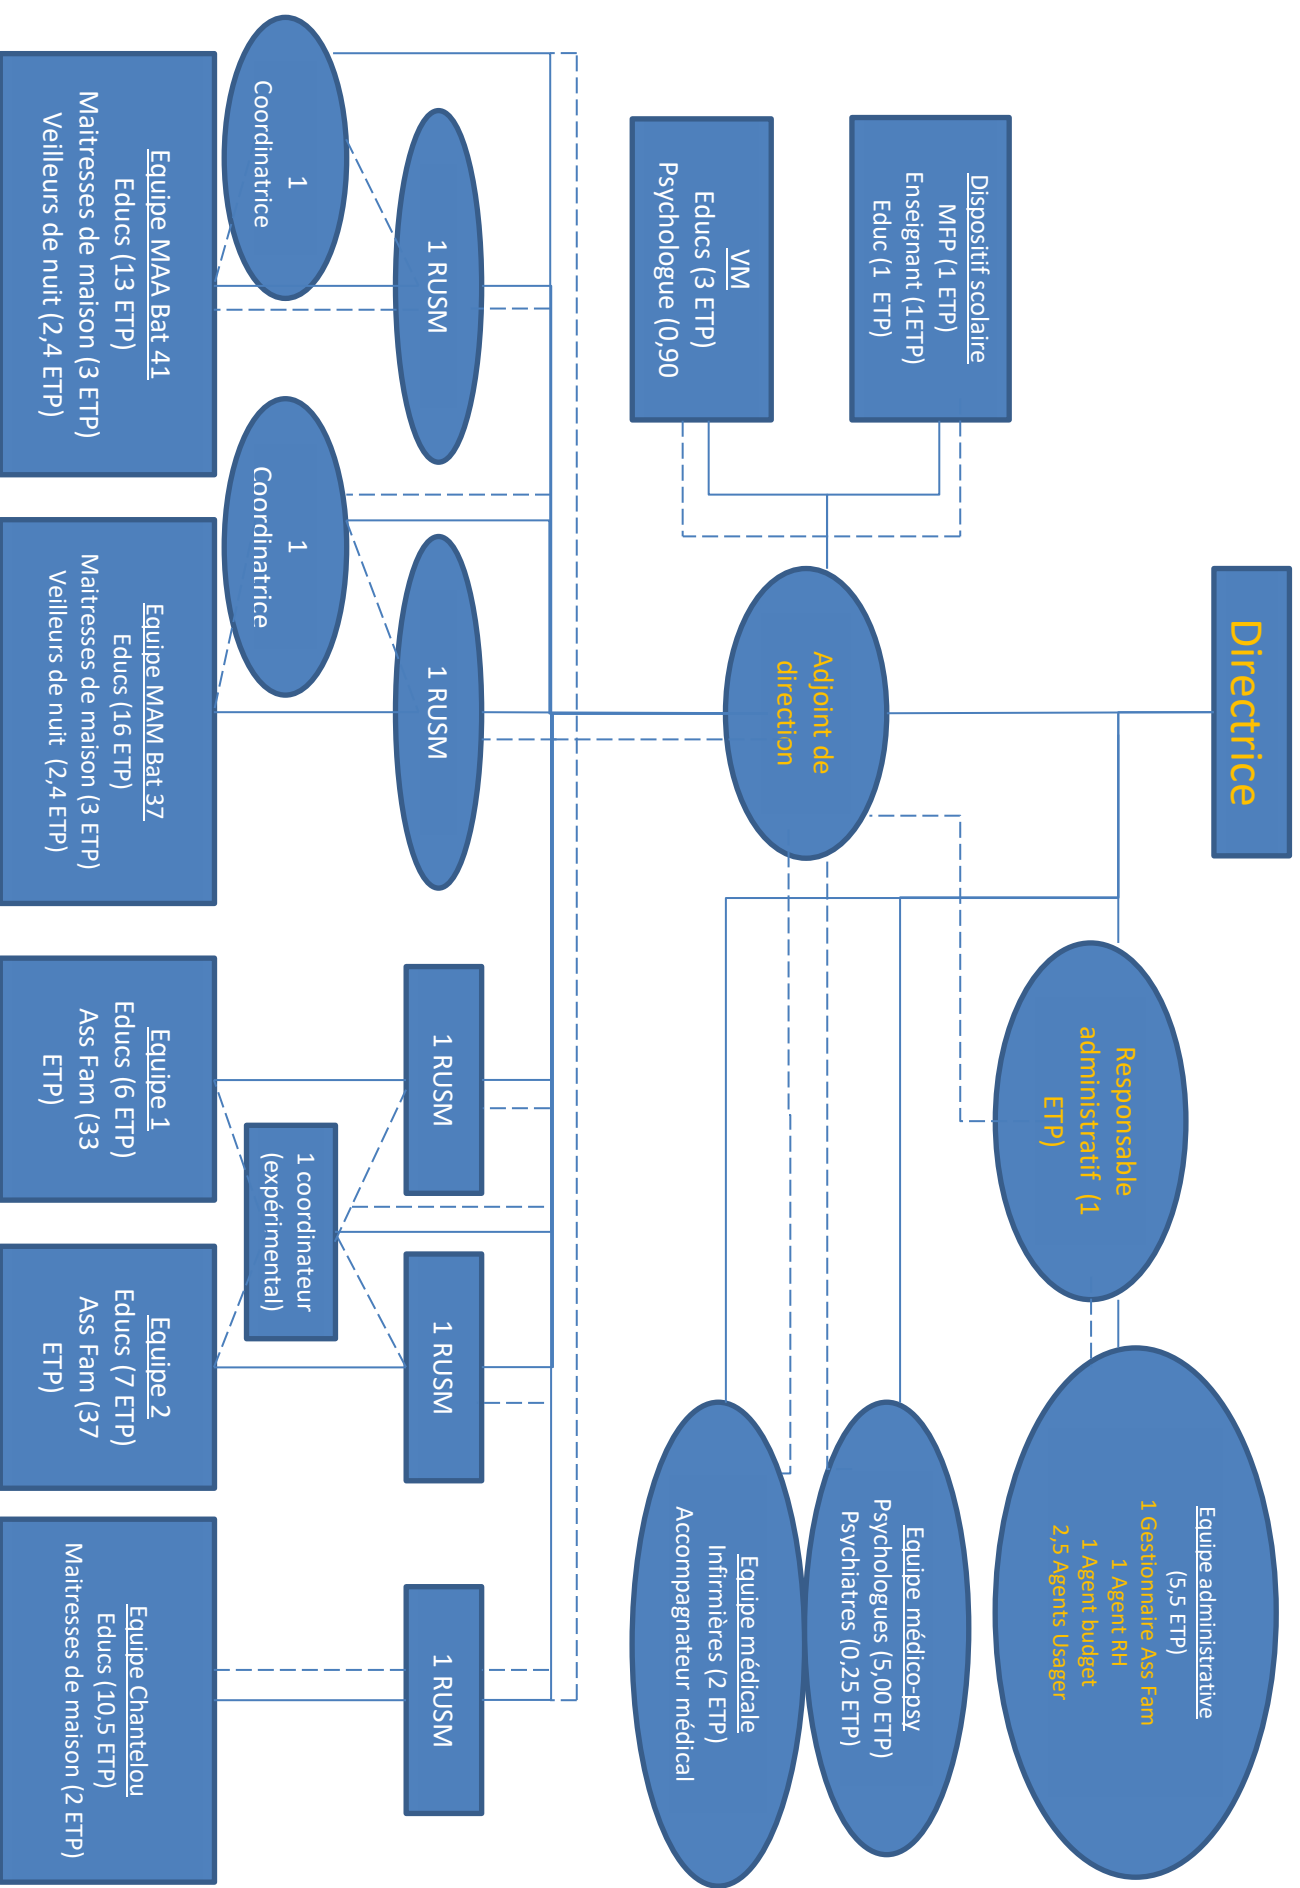 Directrice
Responsable
administratif (1
ETP)
Equipe administrative
(5,5 ETP)
1 Gestionnaire Ass Fam
1 Agent RH
1 Agent budget
2,5 Agents Usager
Dispositif scolaire
MFP (1 ETP)
Enseignant (1ETP)
Educ (1 ETP)
VM
Educs (3 ETP)
Psychologue (0,90
Adjoint de
direction
Equipe médico-psy
Psychologues (5,00 ETP)
Psychiatres (0,25 ETP)
Equipe médicale
Infirmières (2 ETP)
Accompagnateur médical
1 RUSM
1 RUSM
1 RUSM
1 RUSM
1 RUSM
1
Coordinatrice
1
Coordinatrice
1 coordinateur
(expérimental)
Equipe MAA Bat 41
Educs (13 ETP)
Maitresses de maison (3 ETP)
Veilleurs de nuit (2,4 ETP)
Equipe MAM Bat 37
Educs (16 ETP)
Maitresses de maison (3 ETP)
Veilleurs de nuit (2,4 ETP)
Equipe 1
Educs (6 ETP)
Ass Fam (33
ETP)
Equipe 2
Educs (7 ETP)
Ass Fam (37
ETP)
Equipe Chantelou
Educs (10,5 ETP)
Maitresses de maison (2 ETP)